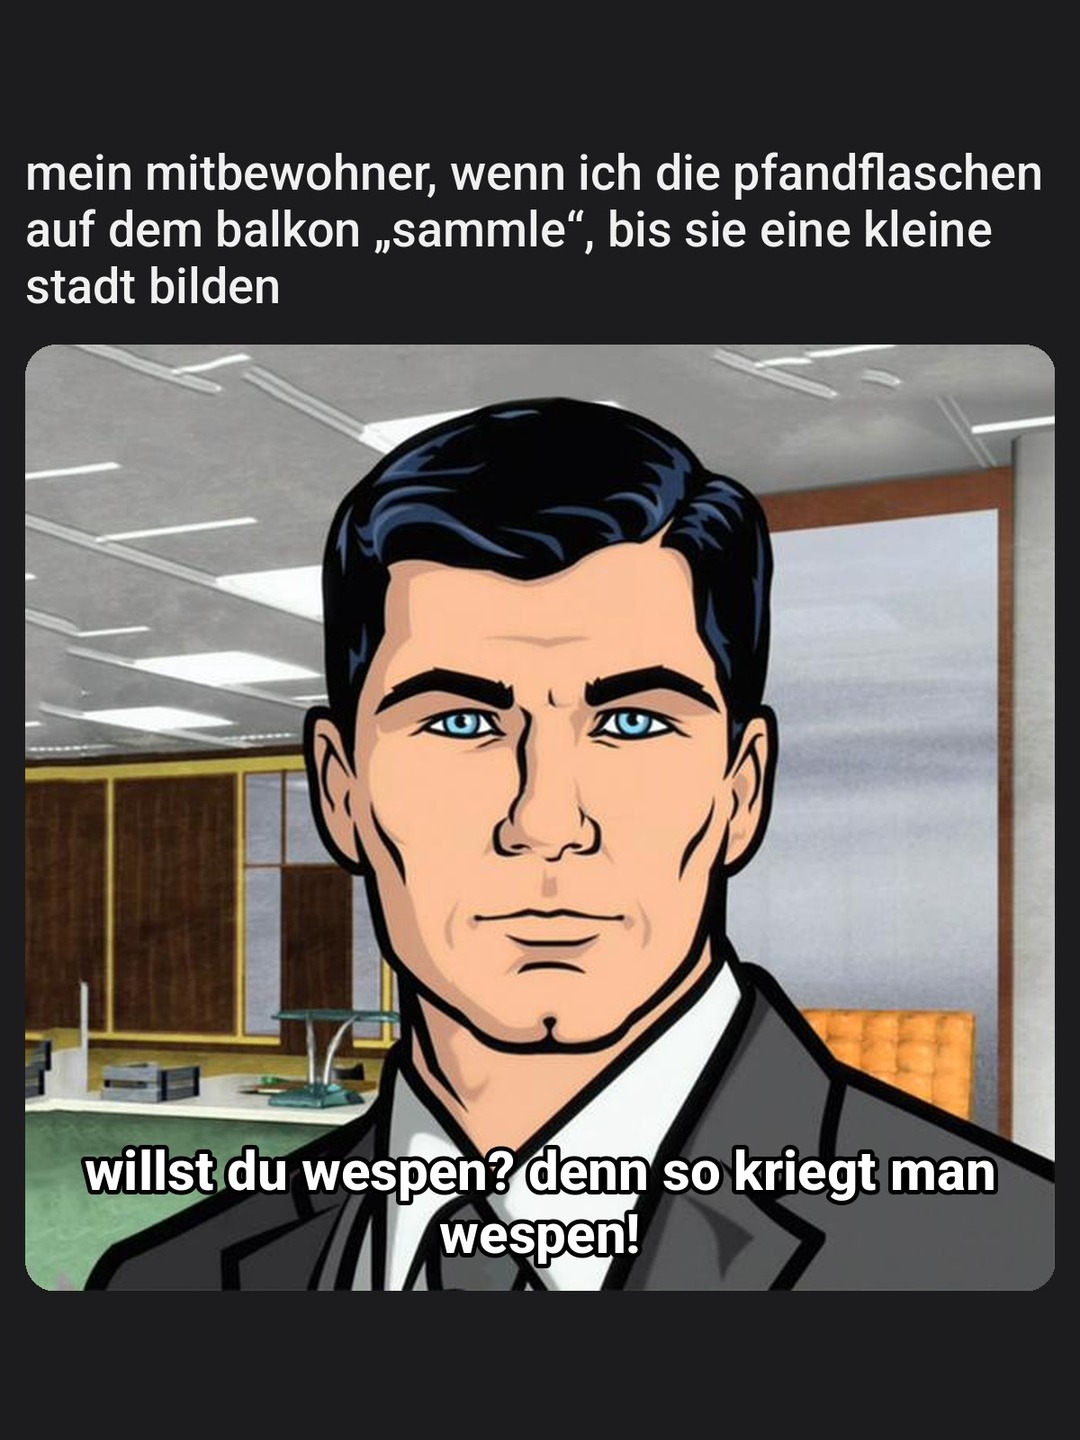 mein mitbewohner, wenn ich die pfandflaschen
auf dem balkon „sammle“, bis sie eine kleine
stadt bilden
willst du wespen? denn so kriegt man
wespen!